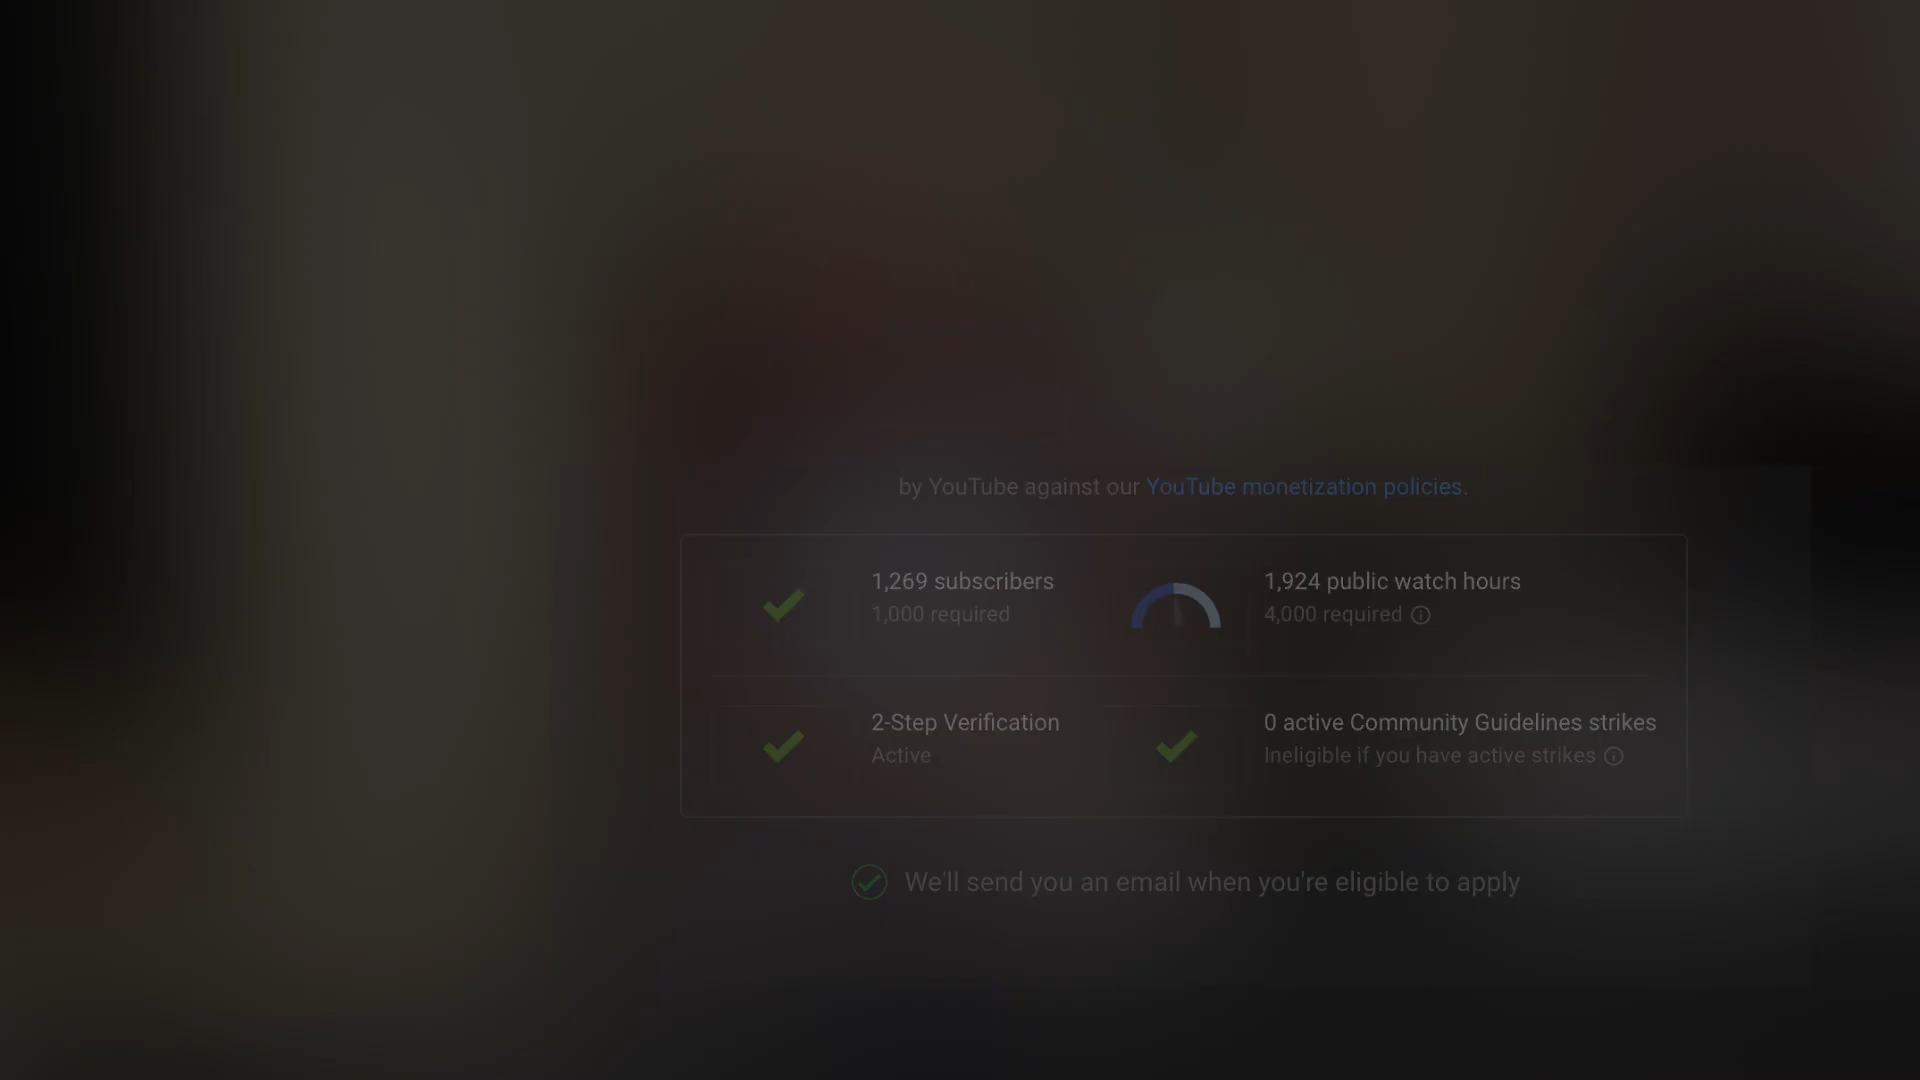 by YouTube against our YouTube monetization policies.
1,269 subscribers
1,000 required
1,924 public watch hours
4,000 required
2-Step Verification
Active
0 active Community Guidelines strikes
Ineligible if you have active strikes
We'll send you an email when you're eligible to apply